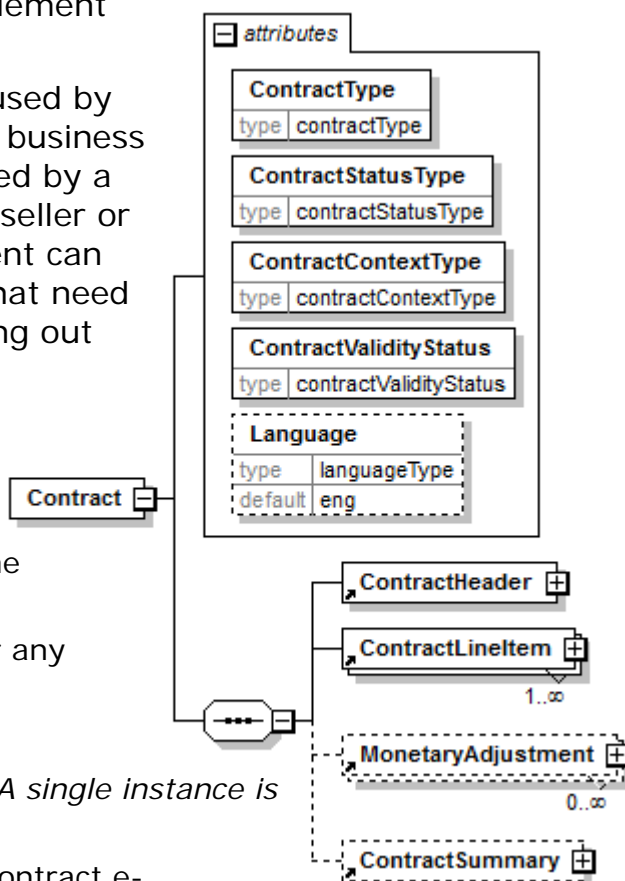 lement
used by
business
ed by a
seller or
ent can
hat need
ng out
ne
r any
A single instance is
ontract e-
attributes
ContractType
type contractType
ContractStatusType
type contractStatusType
ContractContextType
type contractContextType
ContractValidityStatus
type contractValidityStatus
Language
type languageType
default eng
Contract
ContractHeader
ContractLineItem
1..∞
MonetaryAdjustment
0..∞
ContractSummary